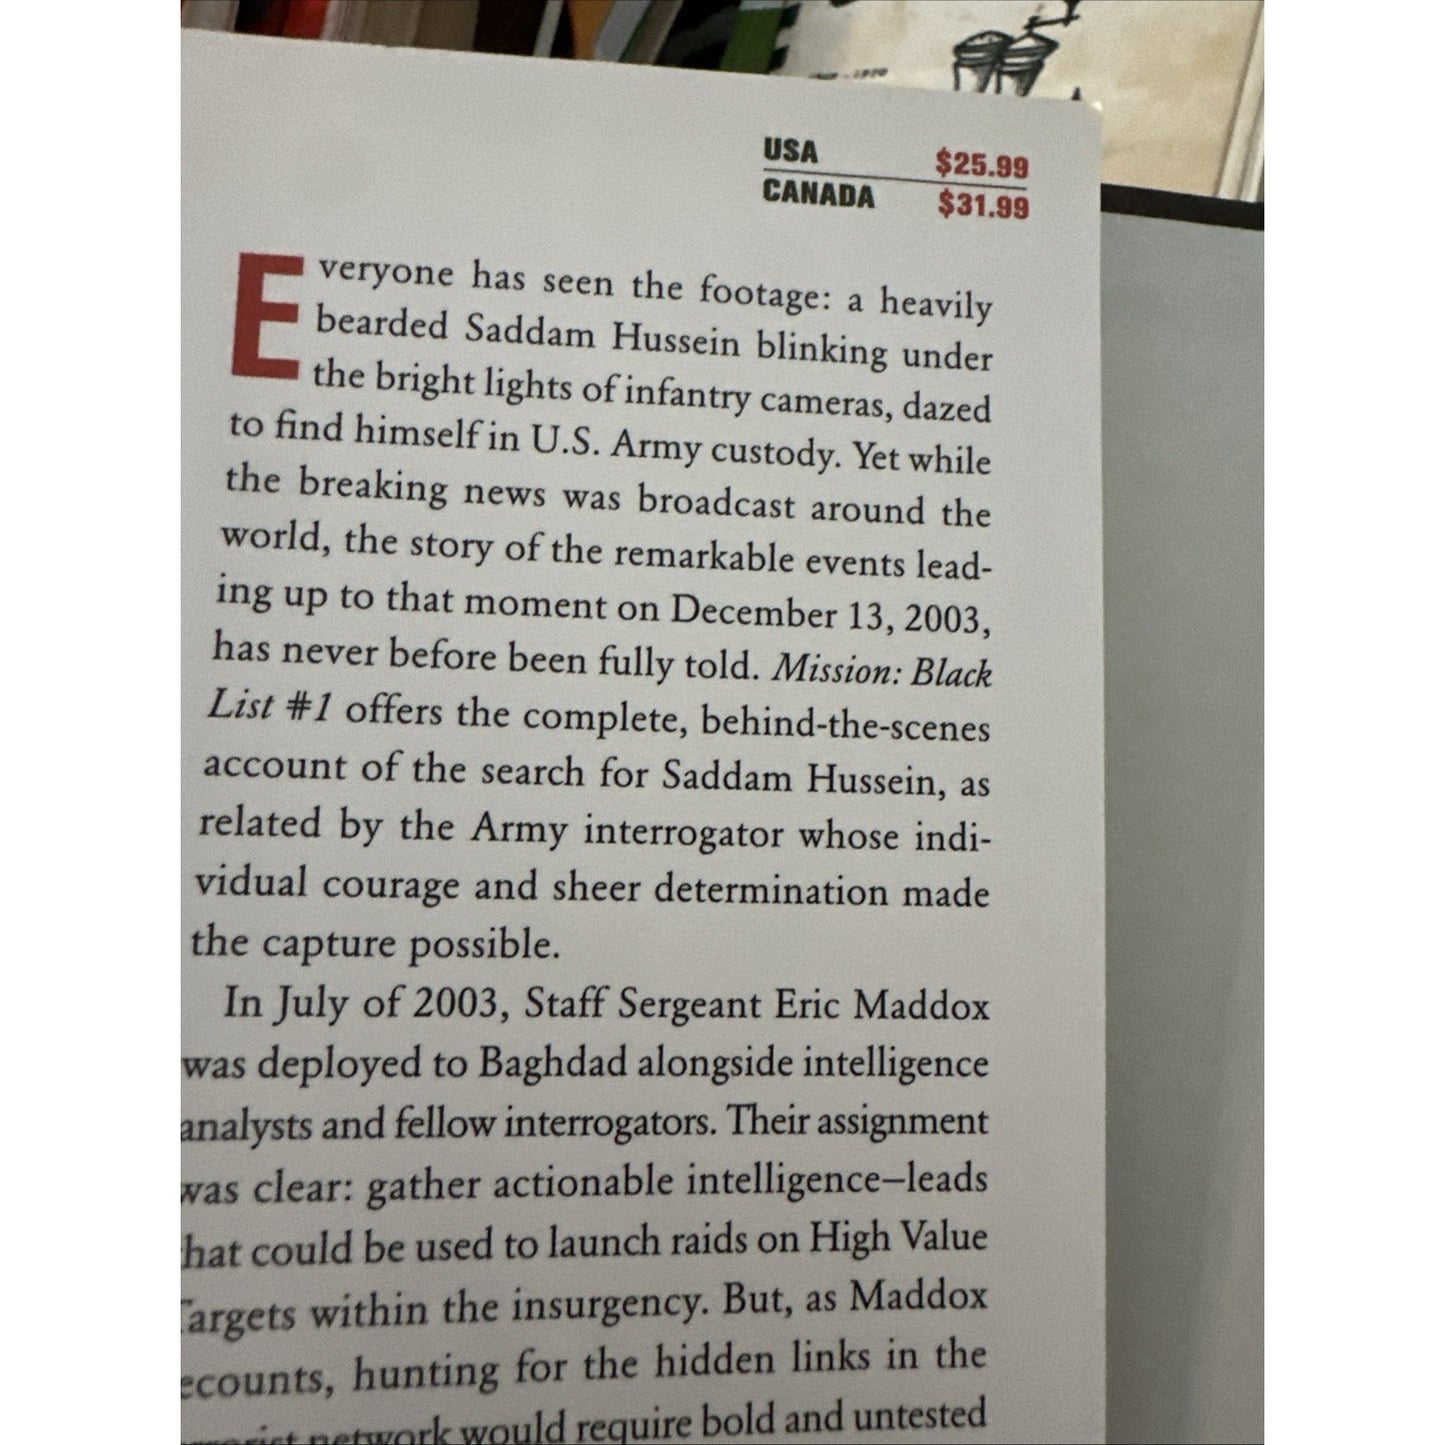 USA $25.99
CANADA $31.99
Everyone has seen the footage: a heavily
bearded Saddam Hussein blinking under
the bright lights of infantry cameras, dazed
to find himself in U.S. Army custody. Yet while
the breaking news was broadcast around the
world, the story of the remarkable events lead-
ing up to that moment on December 13, 2003,
has never before been fully told. Mission: Black
List #1 offers the complete, behind-the-scenes
account of the search for Saddam Hussein, as
related by the Army interrogator whose indi-
vidual courage and sheer determination made
the capture possible.
In July of 2003, Staff Sergeant Eric Maddox
was deployed to Baghdad alongside intelligence
analysts and fellow interrogators. Their assignment
was clear: gather actionable intelligence–leads
hat could be used to launch raids on High Value
Targets within the insurgency. But, as Maddox
ecounts, hunting for the hidden links in the
network would require bold and untested